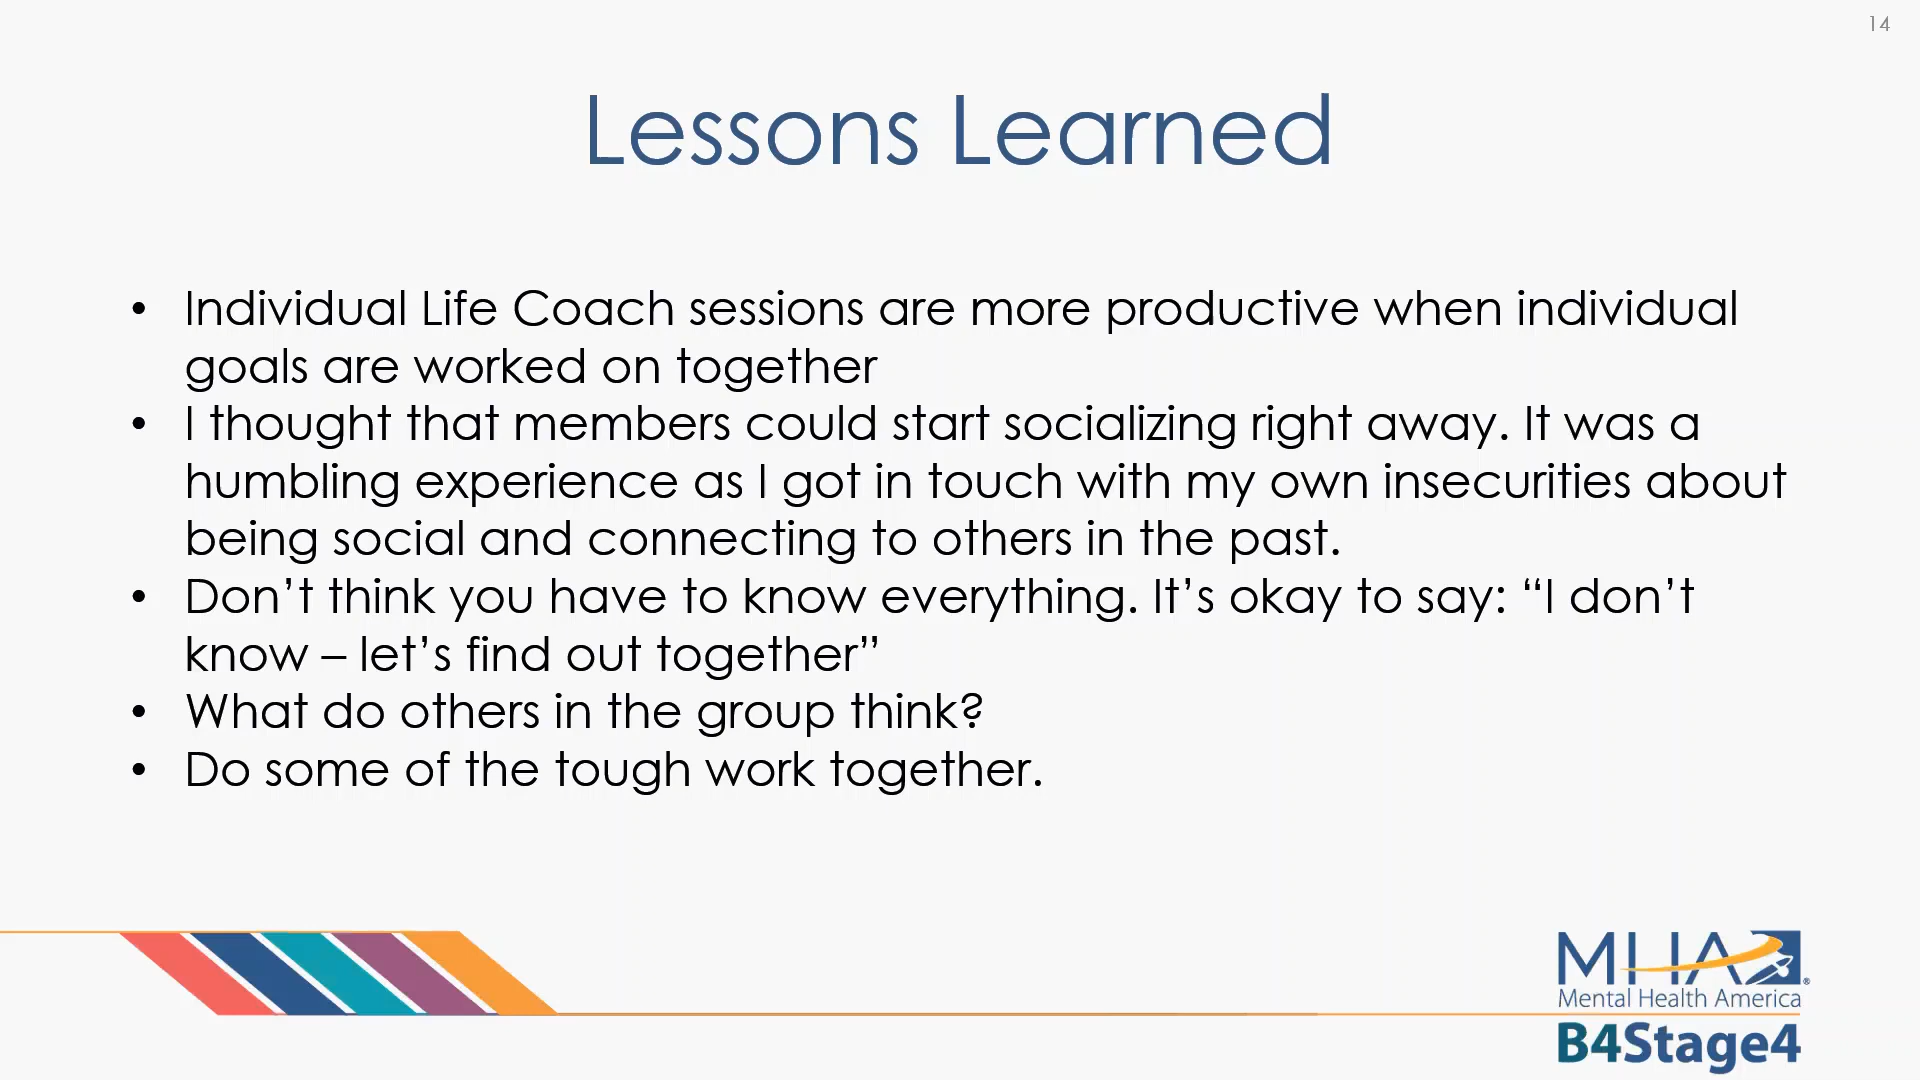 14
Lessons Learned
• Individual Life Coach sessions are more productive when individual
goals are worked on together
• I thought that members could start socializing right away. It was a
humbling experience as I got in touch with my own insecurities about
being social and connecting to others in the past.
• Don’t think you have to know everything. It’s okay to say: “I don’t
know – let’s find out together”
• What do others in the group think?
• Do some of the tough work together.
MHA®
Mental Health America
B4Stage4